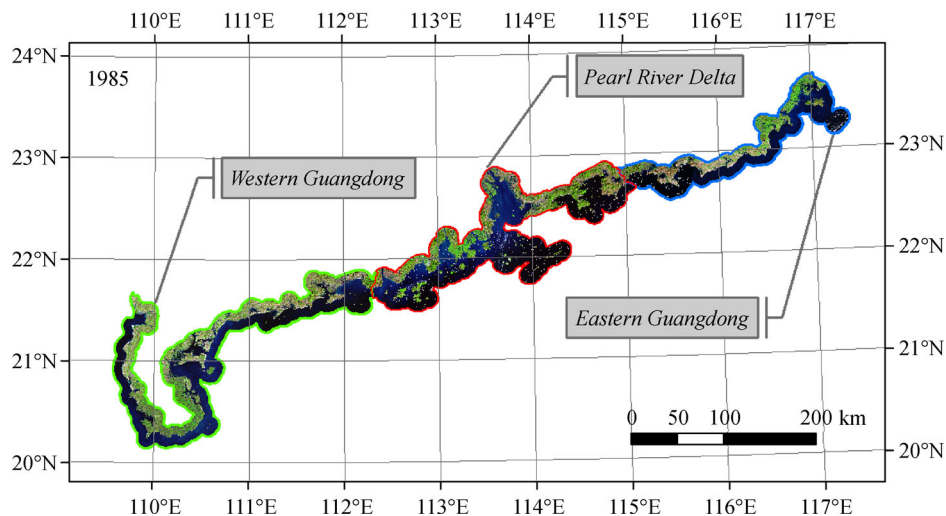 110°E 111°E 112°E 113°E 114°E 115°E 116°E 117°E
24°N
1985
Pearl River Delta
23°N
23°N
Western Guangdong
22°N
22°N
Eastern Guangdong
21°N
21°N
0 50 100 200 km
20°N
20°N
110°E 111°E 112°E 113°E 114°E 115°E 116°E 117°E